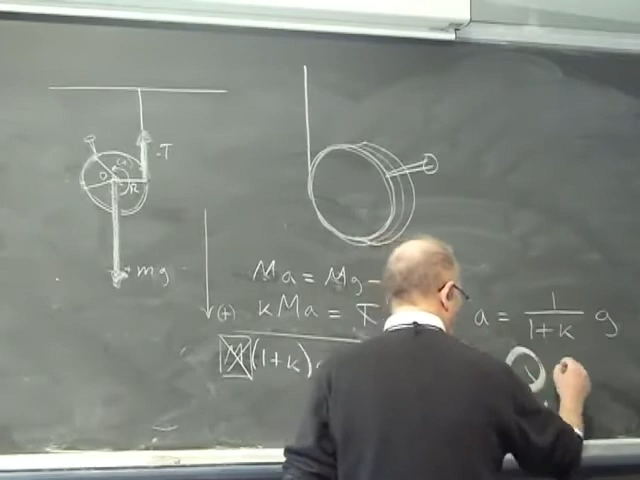 T
(+)
O
R
mg
(+)
Ma = Mg -
kMa = T
M(1+k)
a = 1/(1+k) g